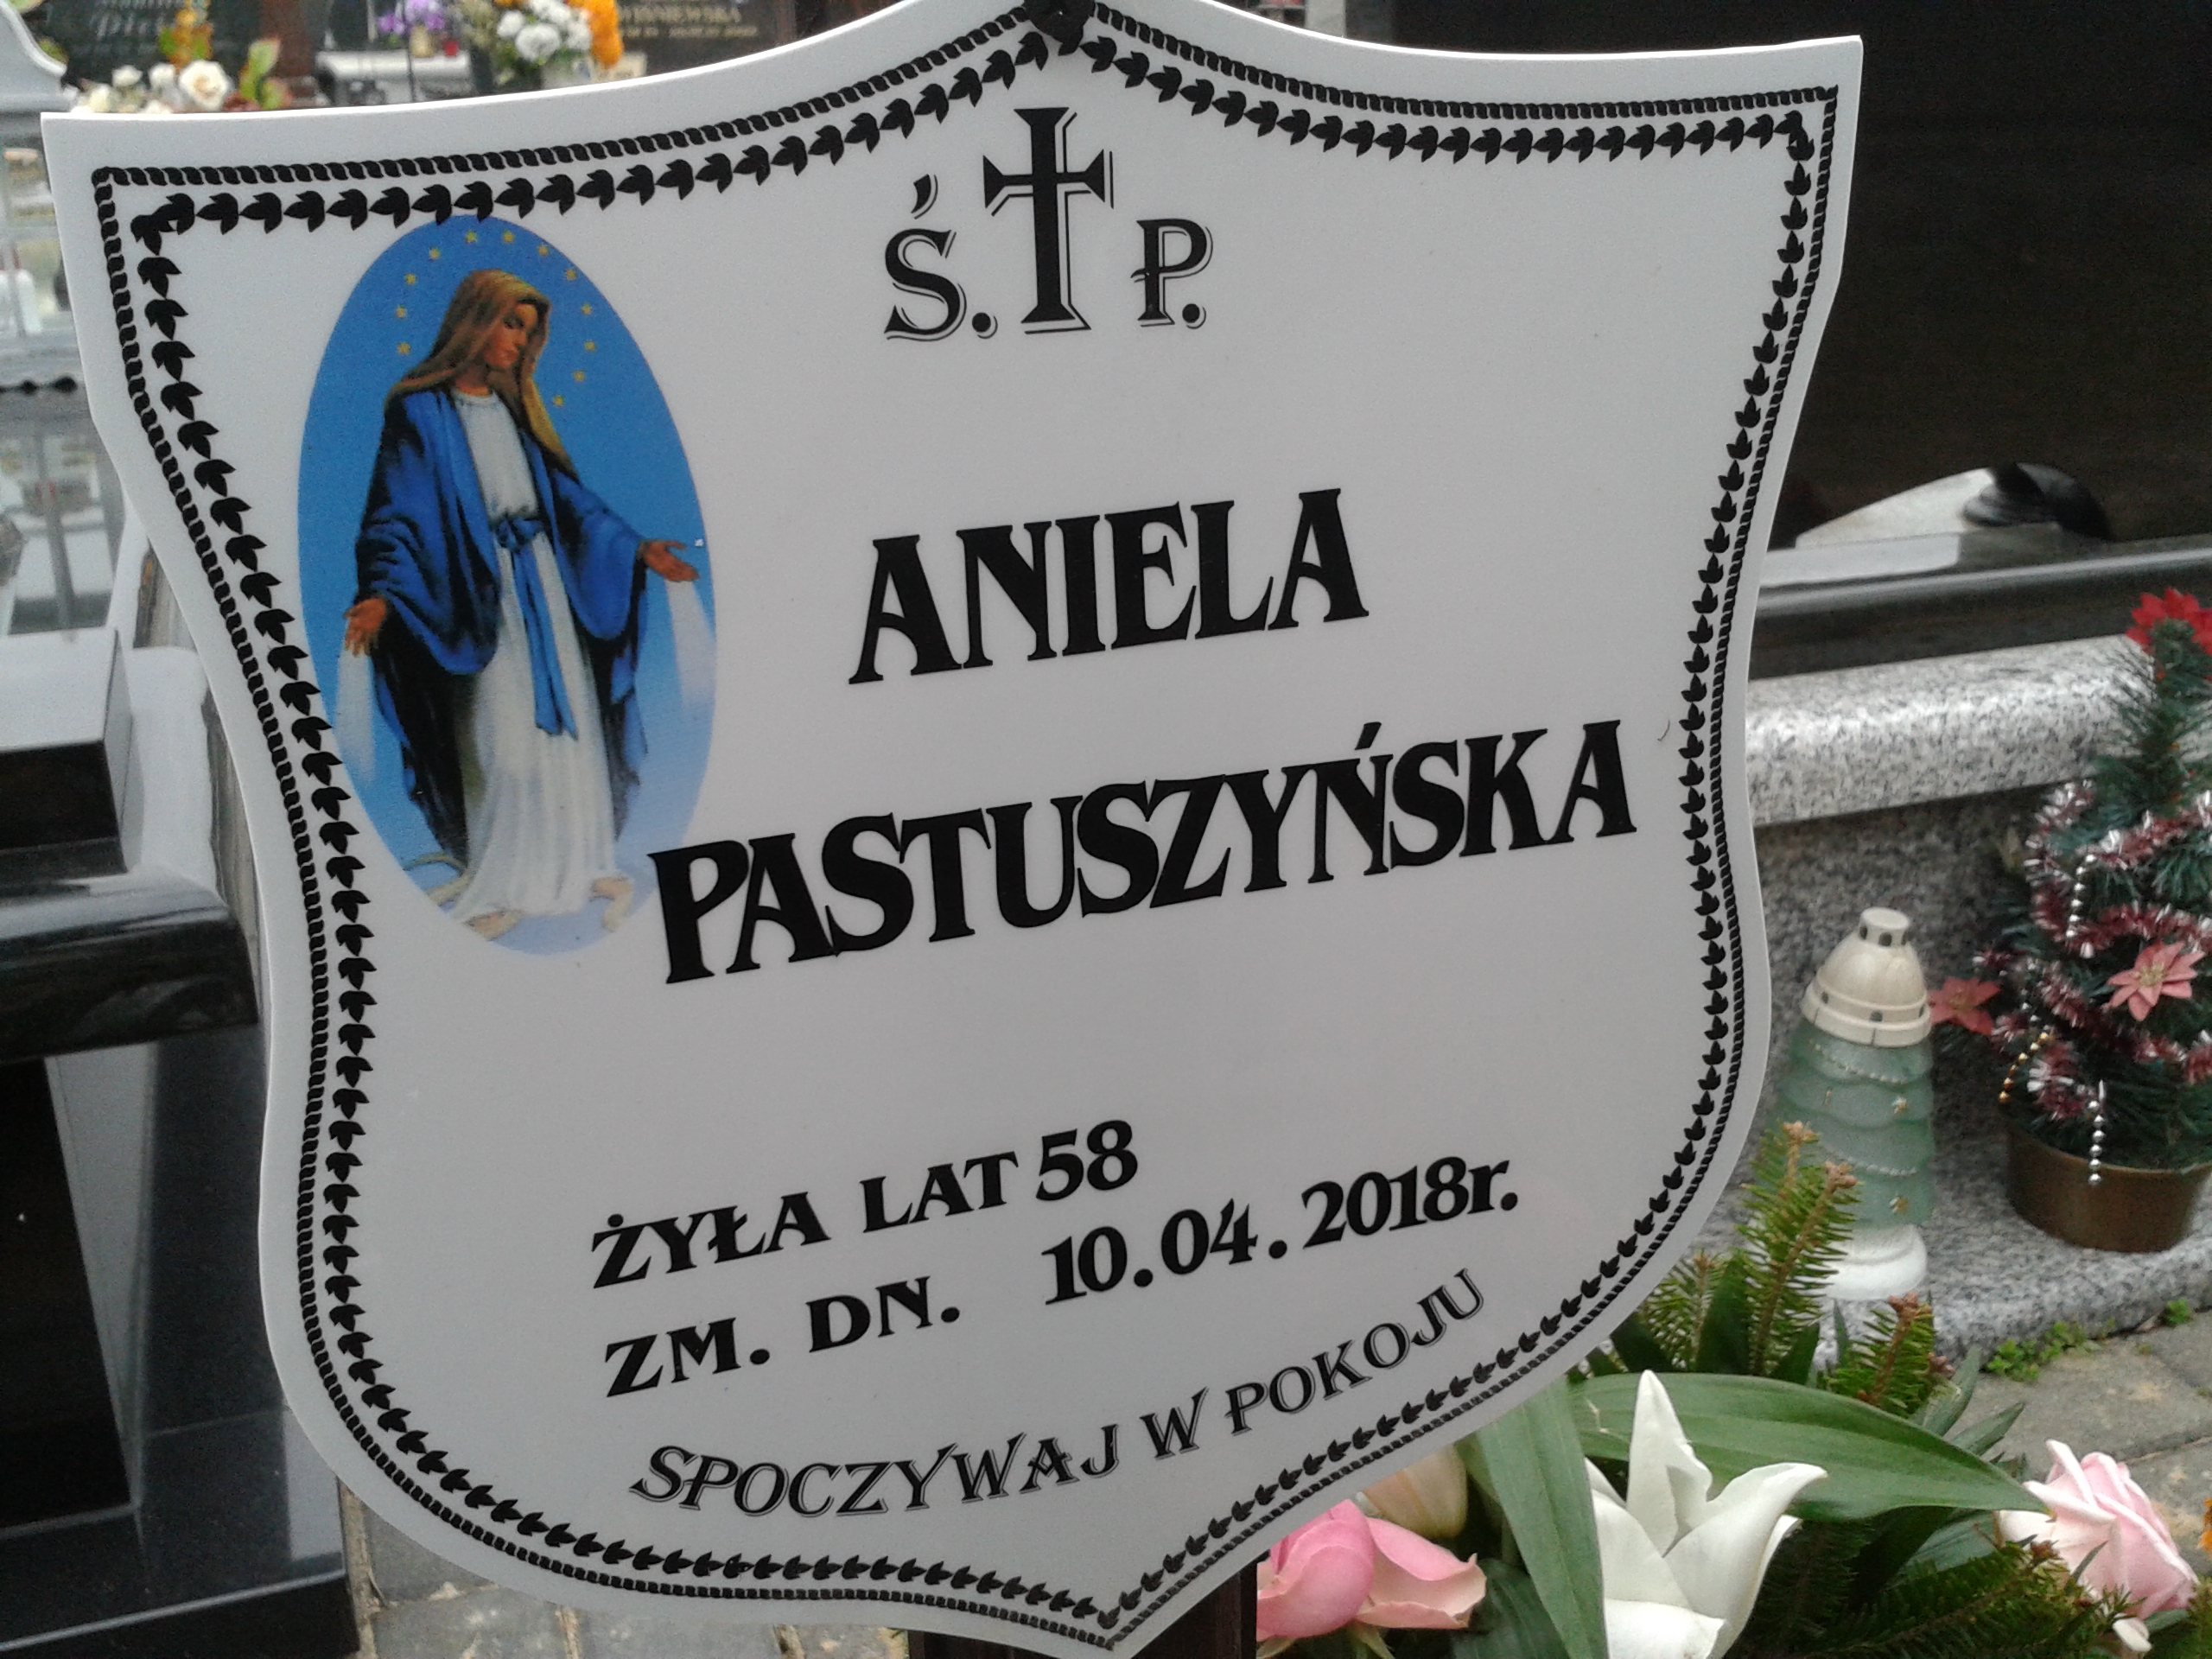 Ś. P.
ANIELA
PASTUSZYŃSKA
ŻYŁA LAT 58
ZM. DN. 10.04.2018r.
SPOCZYWAJ W POKOJU